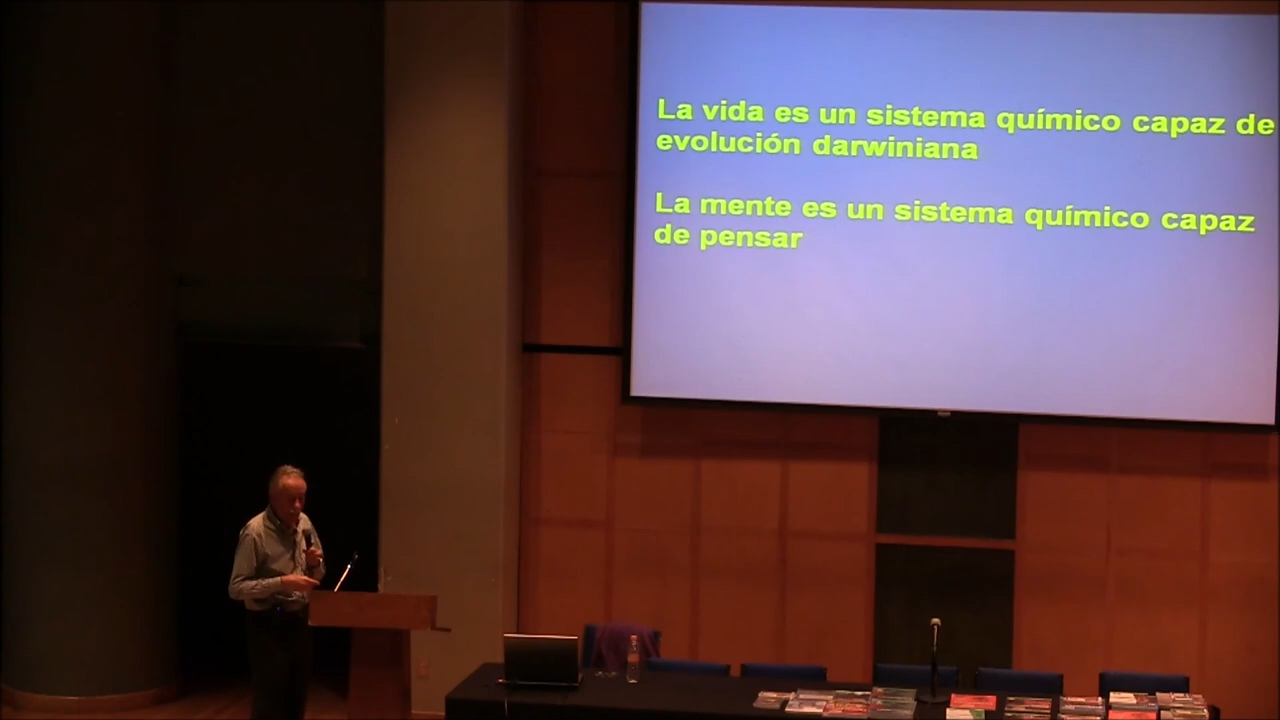 La vida es un sistema químico capaz de
evolución darwiniana
La mente es un sistema químico capaz
de pensar